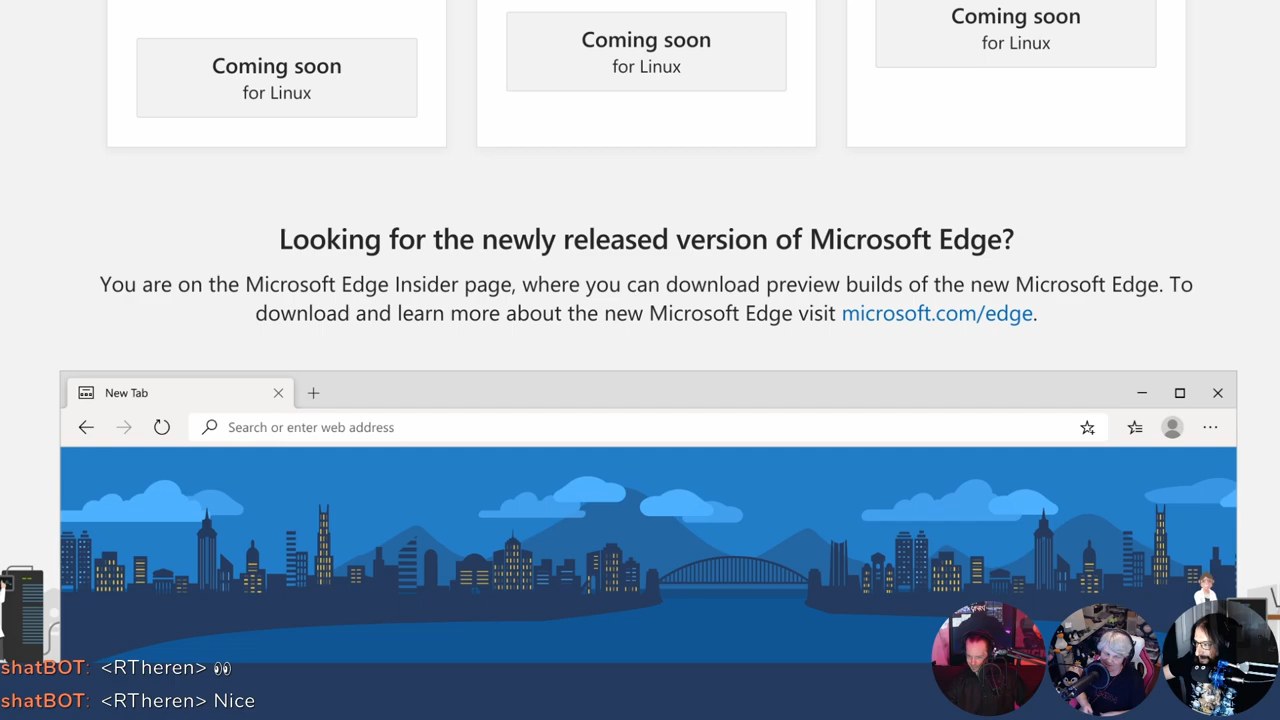 Coming soon
for Linux
Coming soon
for Linux
Coming soon
for Linux
Looking for the newly released version of Microsoft Edge?
You are on the Microsoft Edge Insider page, where you can download preview builds of the new Microsoft Edge. To
download and learn more about the new Microsoft Edge visit microsoft.com/edge.
New Tab
Search or enter web address
shatBOT: <RTheren> 👀
shatBOT: <RTheren> Nice